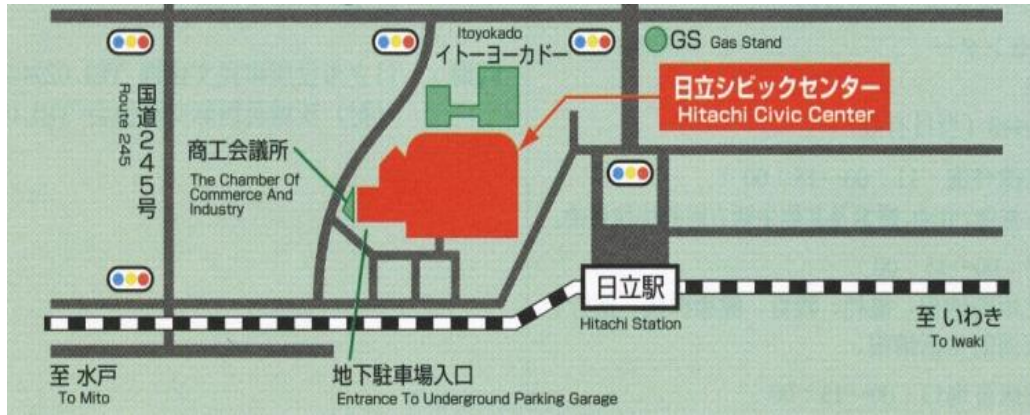 Itoyokado
イトーヨーカドー
GS Gas Stand
日立シビックセンター
Hitachi Civic Center
国道245号
Route 245
商工会議所
The Chamber Of
Commerce And
Industry
日立駅
Hitachi Station
至 いわき
To Iwaki
至 水戸
To Mito
地下駐車場入口
Entrance To Underground Parking Garage